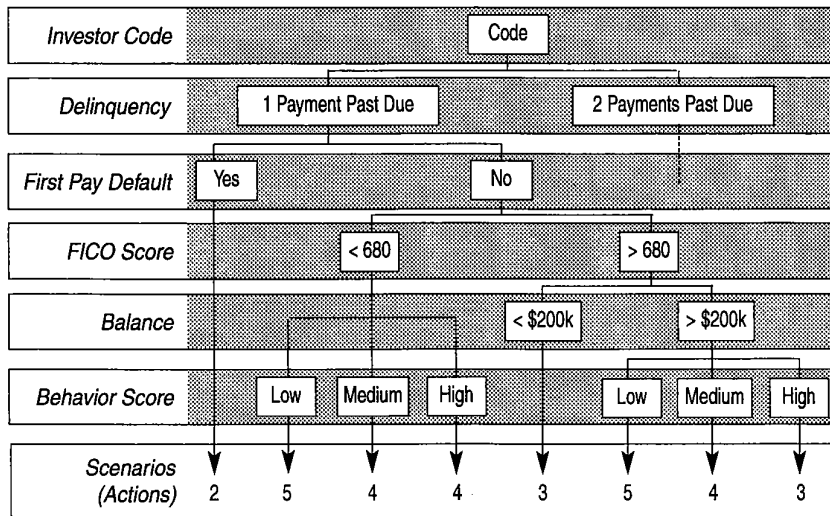 Investor Code
Code
Delinquency
1 Payment Past Due
2 Payments Past Due
First Pay Default
Yes
No
FICO Score
< 680
> 680
Balance
< $200k
> $200k
Behavior Score
Low
Medium
High
Low
Medium
High
Scenarios
(Actions)
2
5
4
4
3
5
4
3